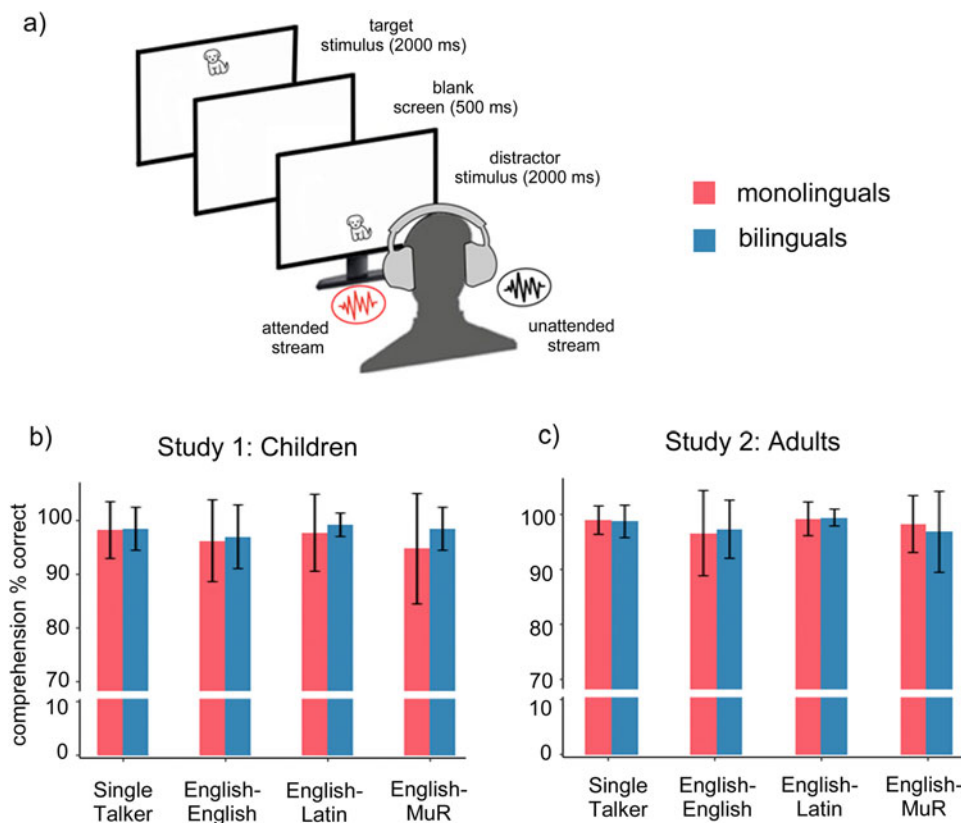 a)
target
stimulus (2000 ms)
blank
screen (500 ms)
distractor
stimulus (2000 ms)
attended
stream
unattended
stream
monolinguals
bilinguals
b)
Study 1: Children
comprehension % correct
100
90
80
70
10
0
Single
Talker
English-
English
English-
Latin
English-
MuR
c)
Study 2: Adults
100
90
80
70
10
0
Single
Talker
English-
English
English-
Latin
English-
MuR